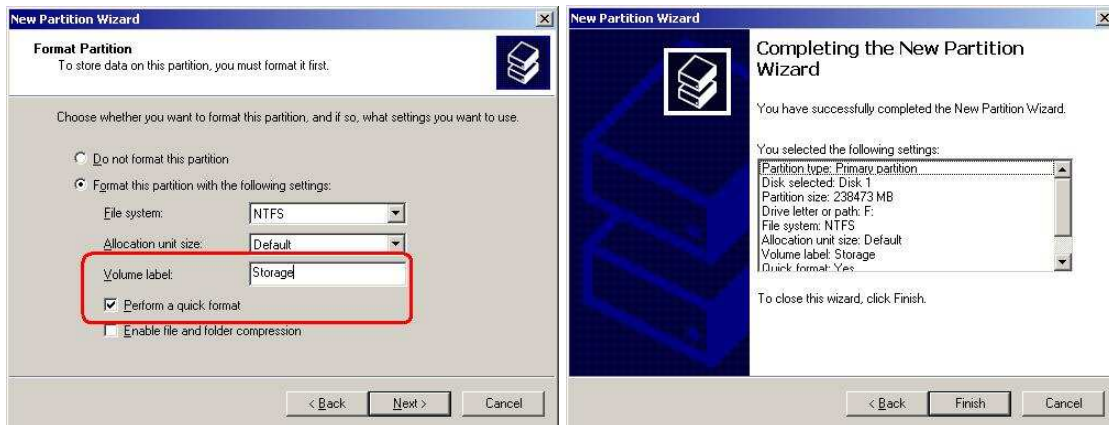 New Partition Wizard
Format Partition
To store data on this partition, you must format it first.
Choose whether you want to format this partition, and if so, what settings you want to use.
Do not format this partition
Format this partition with the following settings:
File system: NTFS
Allocation unit size: Default
Volume label: Storage
Perform a quick format
Enable file and folder compression
< Back Next > Cancel
New Partition Wizard
Completing the New Partition
Wizard
You have successfully completed the New Partition Wizard.
You selected the following settings:
Partition type: Primary partition
Disk selected: Disk 1
Partition size: 238473 MB
Drive letter or path: F:
File system: NTFS
Allocation unit size: Default
Volume label: Storage
Quick format: Yes
To close this wizard, click Finish.
< Back Finish Cancel